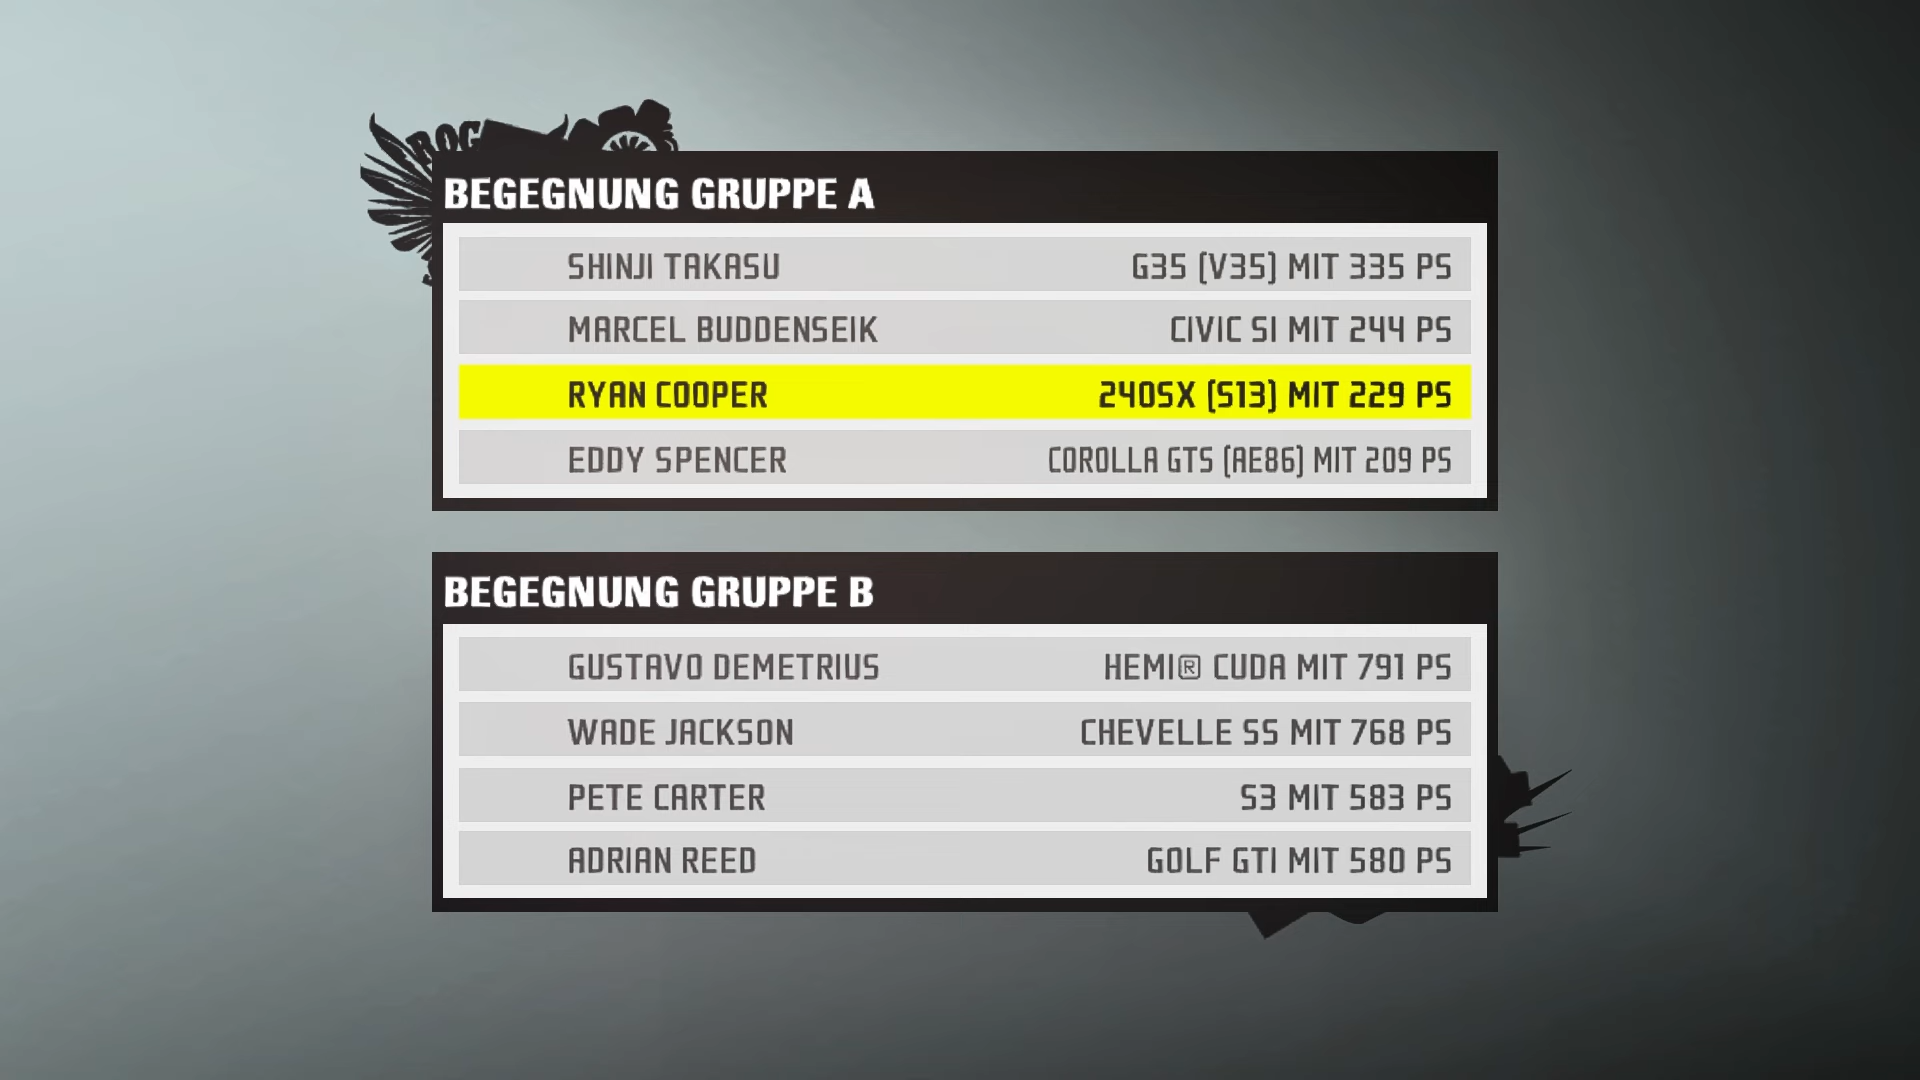 ROG
BEGEGNUNG GRUPPE A
SHINJI TAKASU G35 (V35) MIT 335 PS
MARCEL BUDDENSEIK CIVIC SI MIT 244 PS
RYAN COOPER 240SX (S13) MIT 229 PS
EDDY SPENCER COROLLA GTS (AE86) MIT 209 PS
BEGEGNUNG GRUPPE B
GUSTAVO DEMETRIUS HEMI® CUDA MIT 791 PS
WADE JACKSON CHEVELLE SS MIT 768 PS
PETE CARTER S3 MIT 583 PS
ADRIAN REED GOLF GTI MIT 580 PS